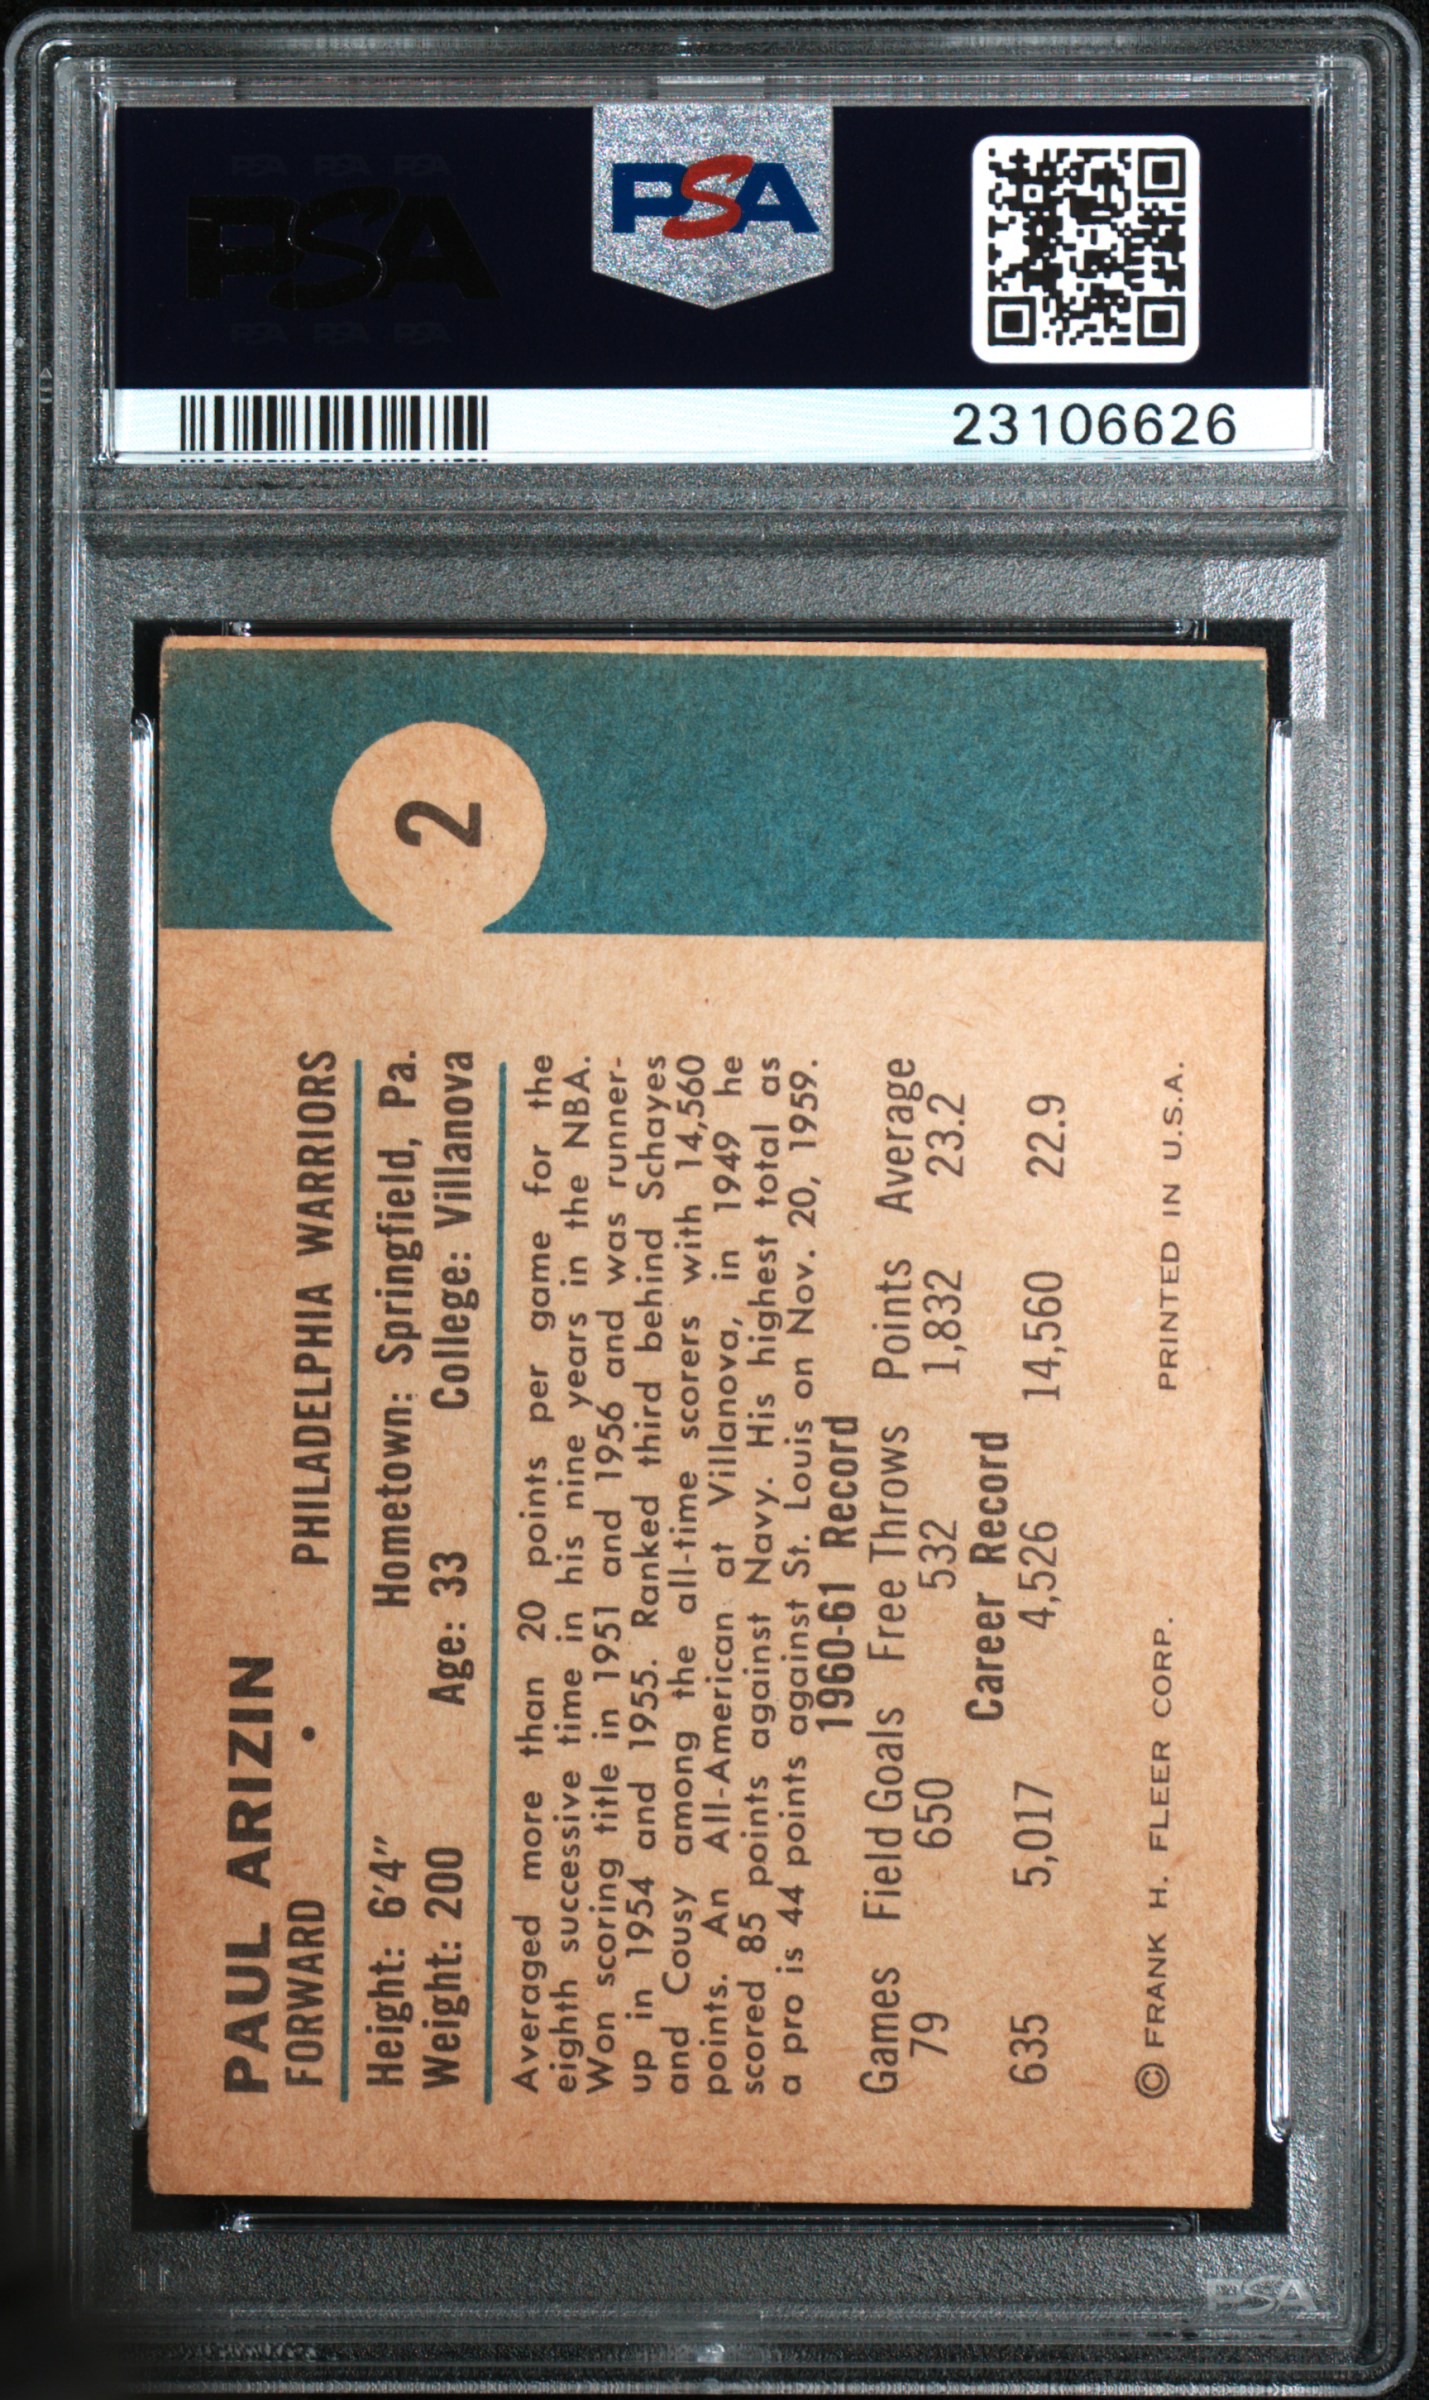 PSA PSA PSA
PSA
PSA PSA PSA
PSA
23106626
2
PAUL ARIZIN
FORWARD • PHILADELPHIA WARRIORS
Height: 6'4" Hometown: Springfield, Pa.
Weight: 200 Age: 33 College: Villanova
Averaged more than 20 points per game for the
eighth successive time in his nine years in the NBA.
Won scoring title in 1951 and 1956 and was runner-
up in 1954 and 1955. Ranked third behind Schayes
and Cousy among the all-time scorers with 14,560
points. An All-American at Villanova, in 1949 he
scored 85 points against Navy. His highest total as
a pro is 44 points against St. Louis on Nov. 20, 1959.
1960-61 Record
Games Field Goals Free Throws Points Average
79 650 532 1,832 23.2
Career Record
635 5,017 4,526 14,560 22.9
© FRANK H. FLEER CORP. PRINTED IN U.S.A.
PSA